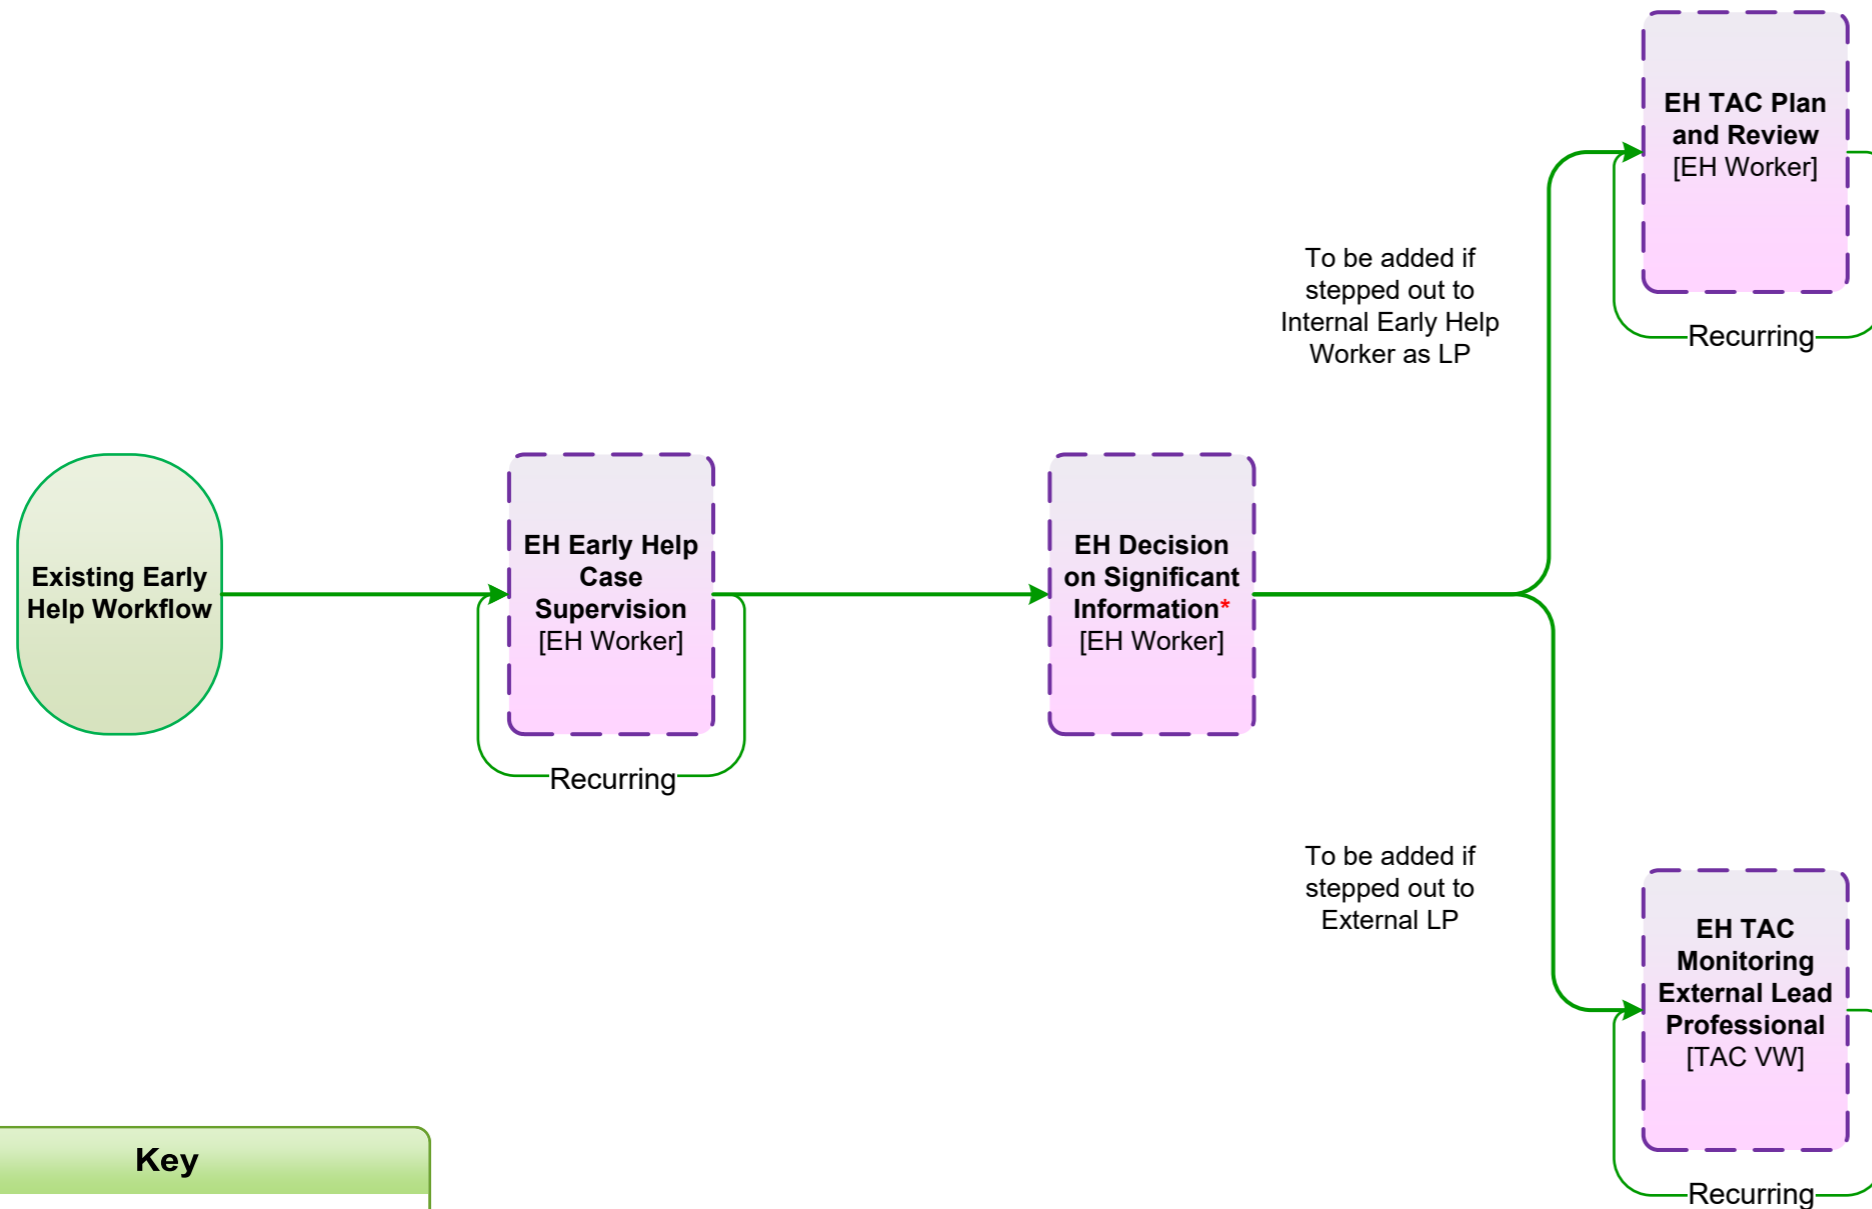 EH TAC Plan
and Review
[EH Worker]
Recurring
To be added if
stepped out to
Internal Early Help
Worker as LP
Existing Early
Help Workflow
EH Early Help
Case
Supervision
[EH Worker]
Recurring
EH Decision
on Significant
Information*
[EH Worker]
To be added if
stepped out to
External LP
EH TAC
Monitoring
External Lead
Professional
[TAC VW]
Recurring
Key